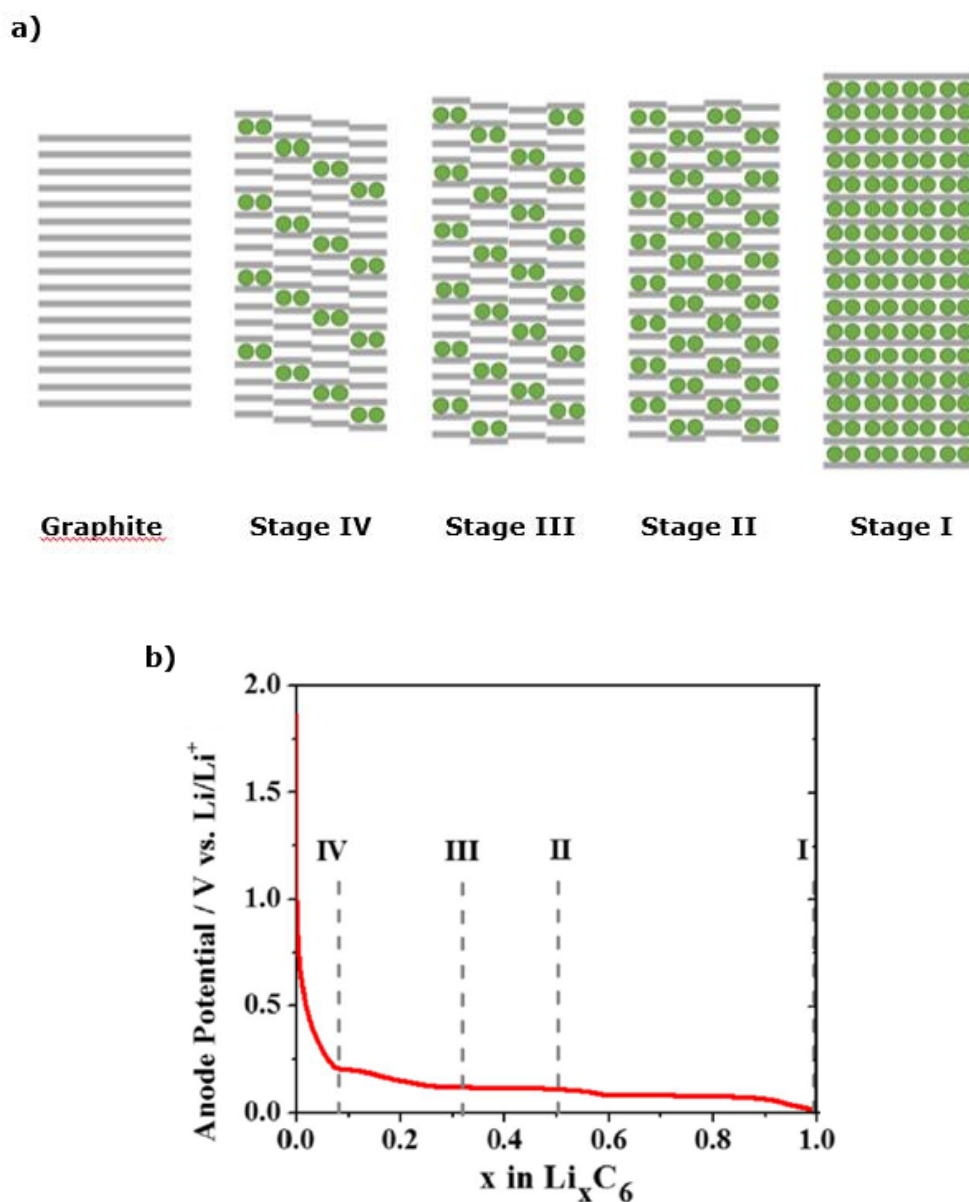 a)
Graphite Stage IV Stage III Stage II Stage I
b)
2.0
1.5
1.0
0.5
0.0
Anode Potential / V vs. Li/Li⁺
IV III II I
0.0 0.2 0.4 0.6 0.8 1.0
x in LiₓC₆